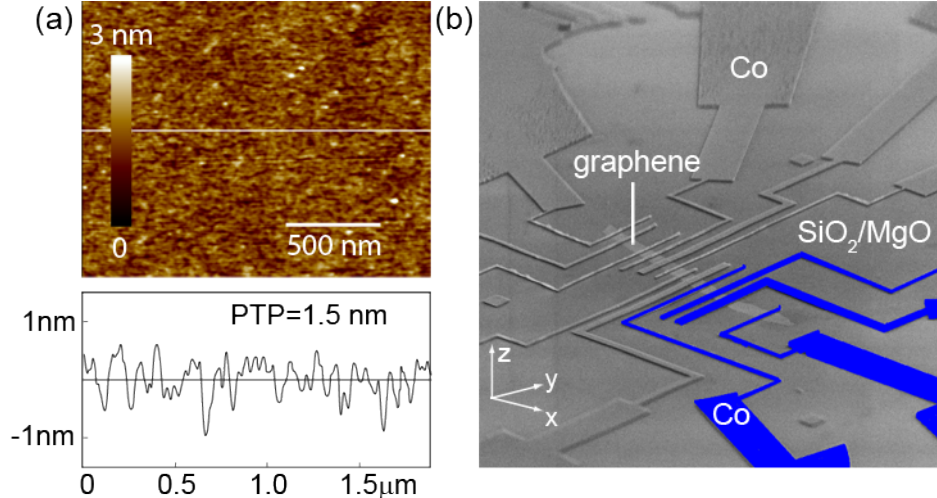 (a)
3 nm
0
500 nm
1nm
-1nm
PTP=1.5 nm
0 0.5 1.0 1.5μm
(b)
Co
graphene
SiO₂/MgO
z
y
x
Co